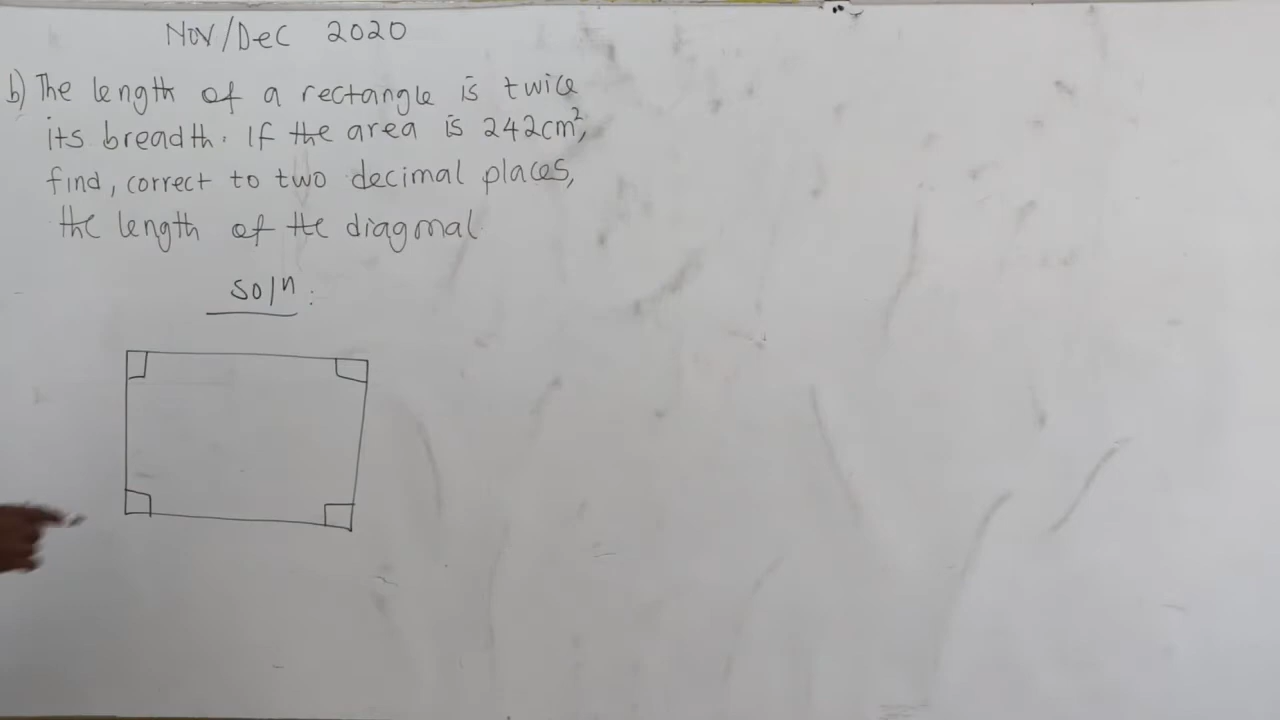 Nov/Dec 2020
b) The length of a rectangle is twice
its breadth. If the area is 242cm²,
find, correct to two decimal places,
the length of the diagonal.
Soln: